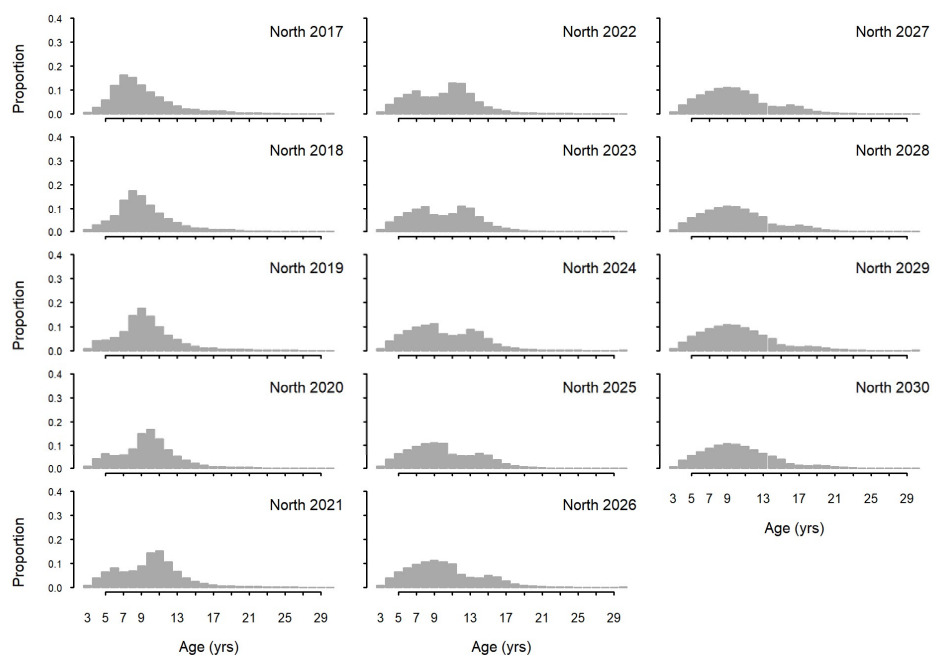 0.4
0.3
0.2
0.1
0.0
Proportion
North 2017
North 2022
North 2027
0.4
0.3
0.2
0.1
0.0
North 2018
North 2023
North 2028
0.4
0.3
0.2
0.1
0.0
Proportion
North 2019
North 2024
North 2029
0.4
0.3
0.2
0.1
0.0
North 2020
North 2025
North 2030
3 5 7 9 13 17 21 25 29
Age (yrs)
0.4
0.3
0.2
0.1
0.0
Proportion
North 2021
North 2026
3 5 7 9 13 17 21 25 29
3 5 7 9 13 17 21 25 29
Age (yrs)
Age (yrs)